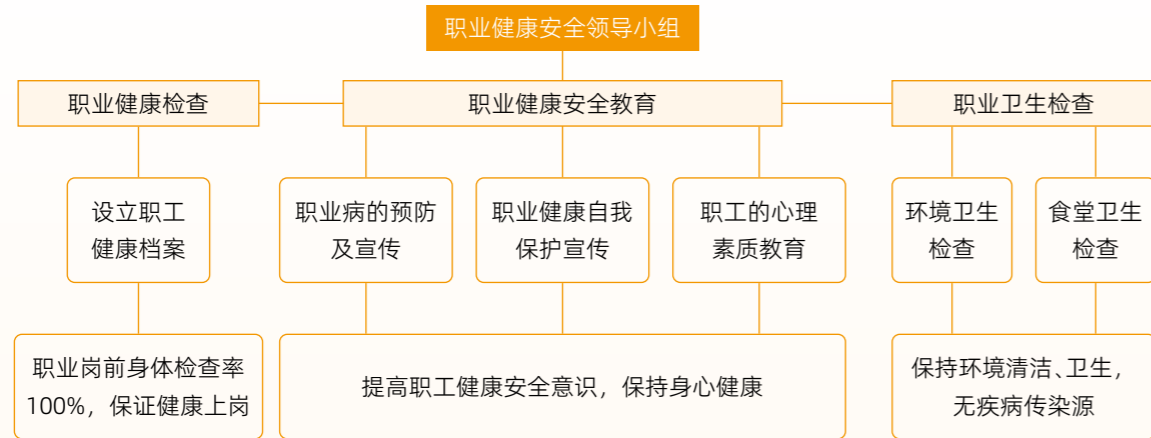 职业健康安全领导小组
职业健康检查
职业健康安全教育
职业卫生检查
设立职工
健康档案
职业病的预防
及宣传
职业健康自我
保护宣传
职工的心理
素质教育
环境卫生
检查
食堂卫生
检查
职业岗前身体检查率
100%，保证健康上岗
提高职工健康安全意识，保持身心健康
保持环境清洁、卫生，
无疾病传染源